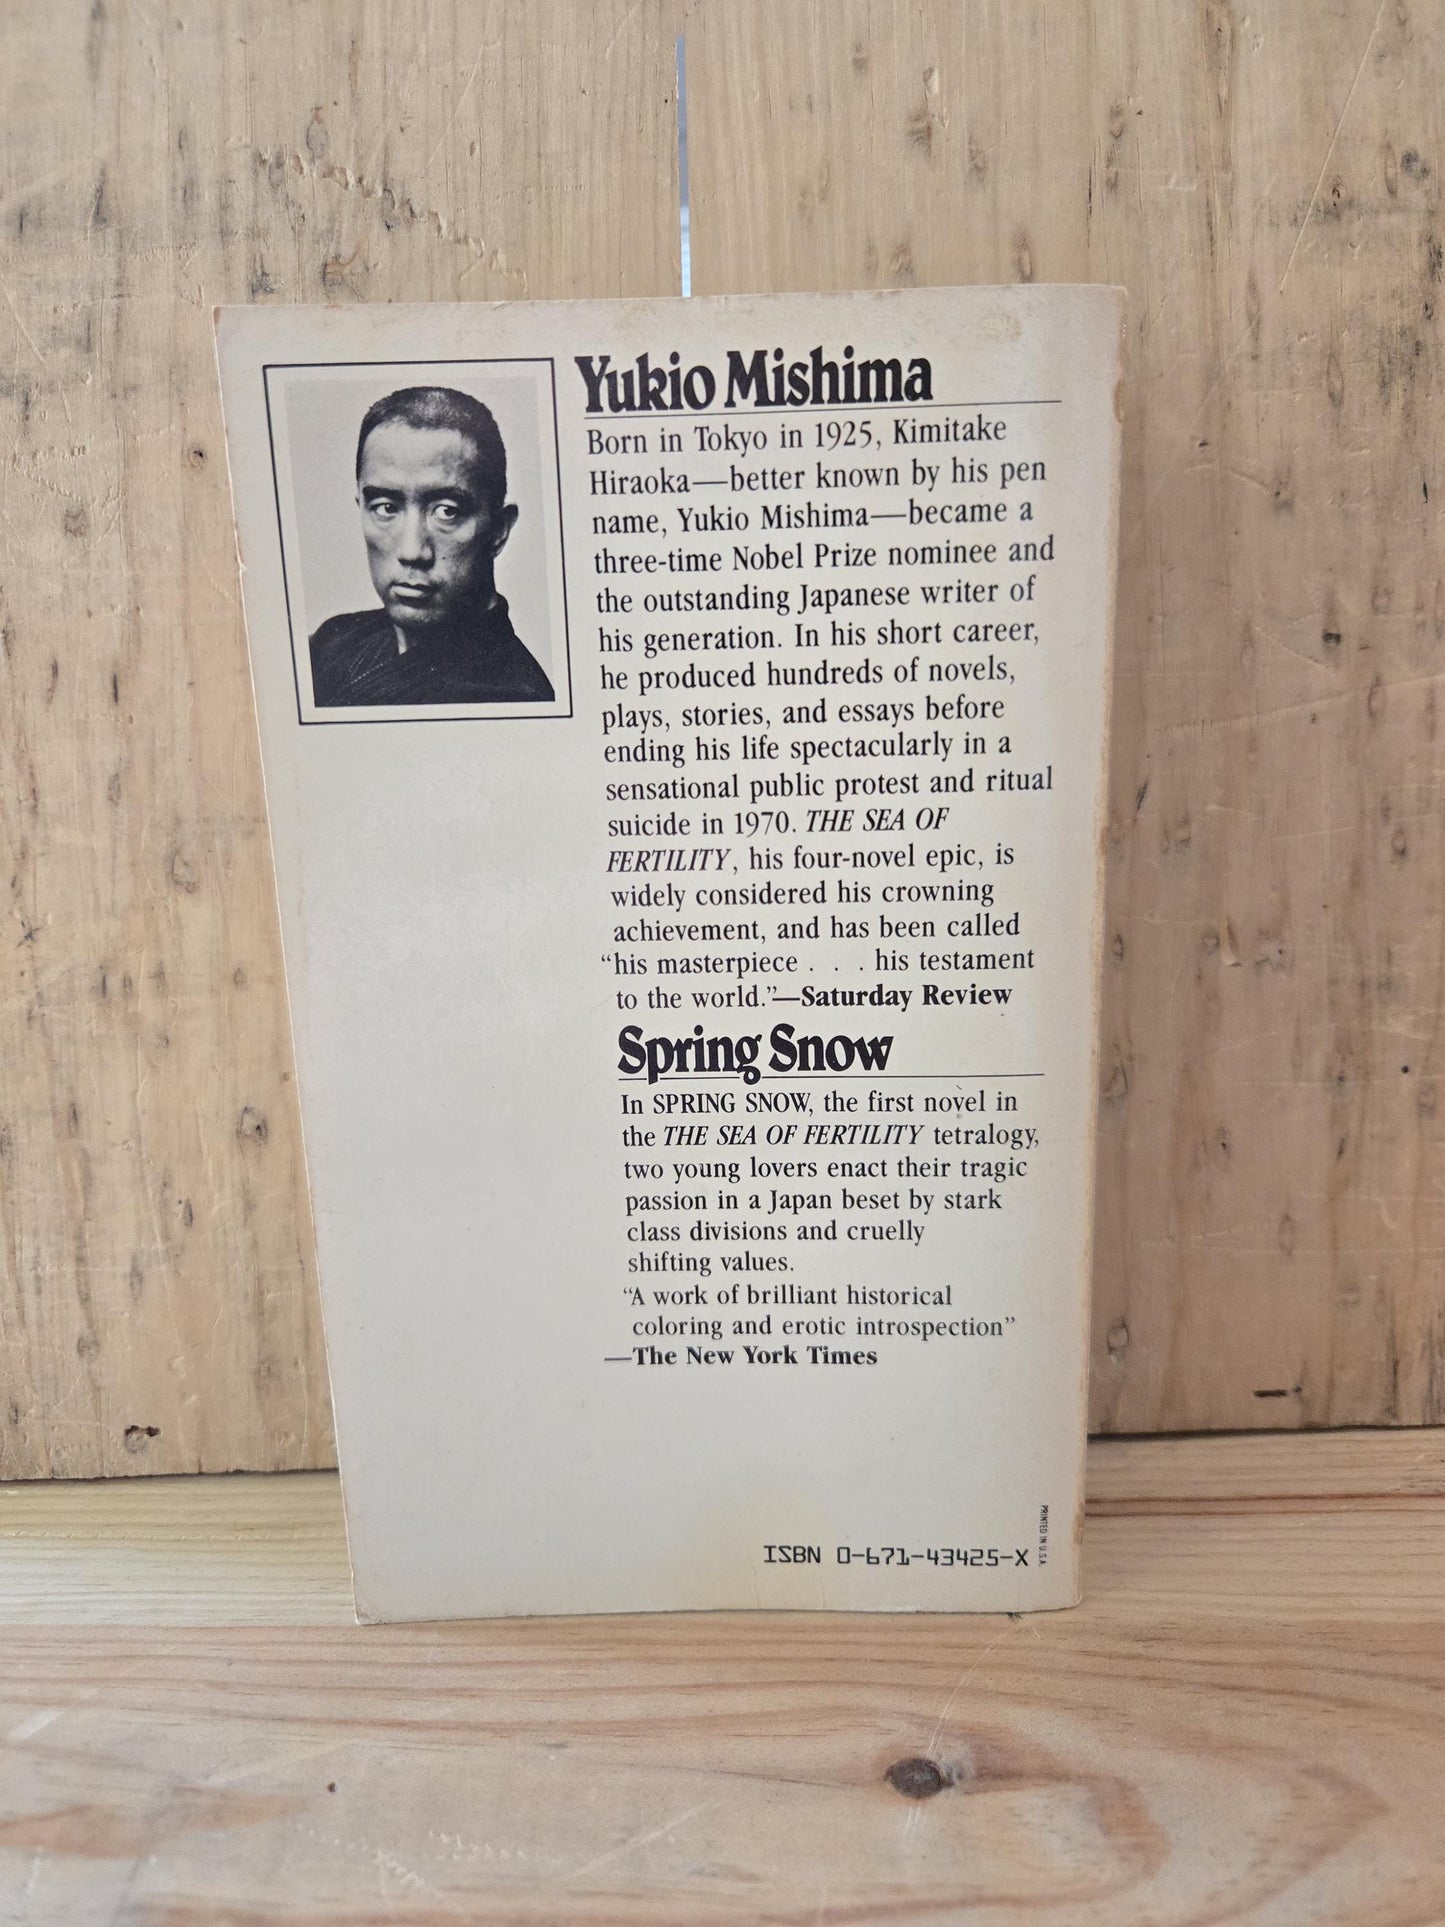 Yukio Mishima
Born in Tokyo in 1925, Kimitake
Hiraoka—better known by his pen
name, Yukio Mishima—became a
three-time Nobel Prize nominee and
the outstanding Japanese writer of
his generation. In his short career,
he produced hundreds of novels,
plays, stories, and essays before
ending his life spectacularly in a
sensational public protest and ritual
suicide in 1970. THE SEA OF
FERTILITY, his four-novel epic, is
widely considered his crowning
achievement, and has been called
“his masterpiece . . . his testament
to the world.”—Saturday Review
Spring Snow
In SPRING SNOW, the first novel in
the THE SEA OF FERTILITY tetralogy,
two young lovers enact their tragic
passion in a Japan beset by stark
class divisions and cruelly
shifting values.
“A work of brilliant historical
coloring and erotic introspection”
—The New York Times
ISBN 0-671-43425-X
PRINTED IN U.S.A.